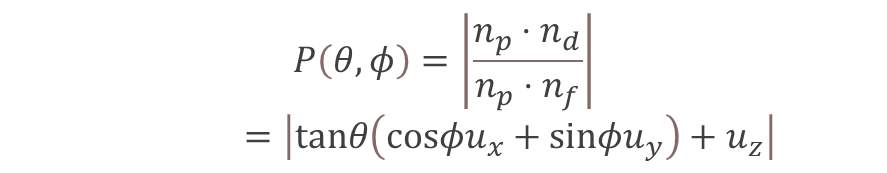 P(θ, ϕ) = |n_p · n_d / n_p · n_f|
= |tanθ(cosϕu_x + sinϕu_y) + u_z|